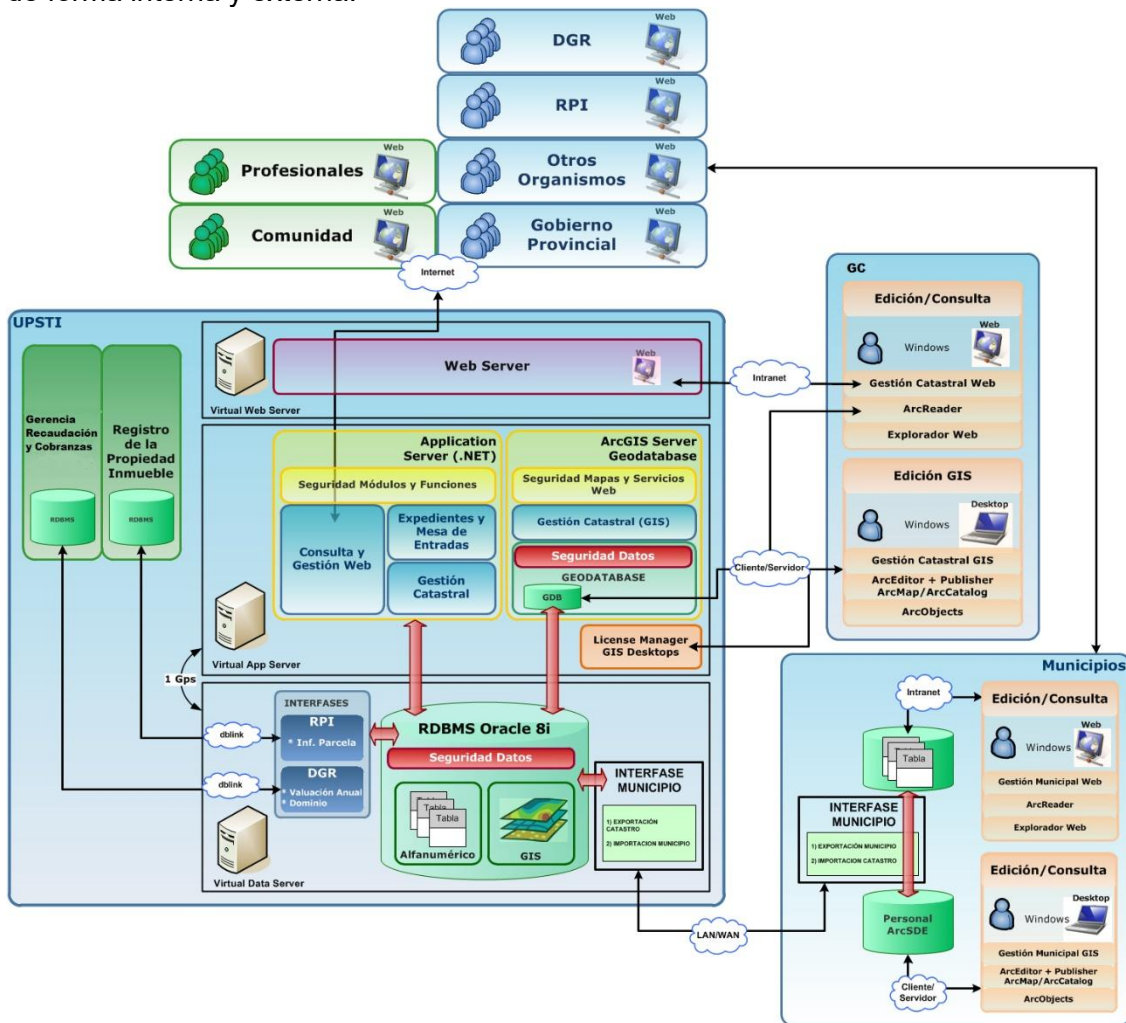 de forma interna y externa.
DGR
Web
RPI
Web
Profesionales
Web
Otros
Organismos
Web
Comunidad
Web
Gobierno
Provincial
Web
Internet
UPSTI
Gerencia
Recaudación
y Cobranzas
RDBMS
Registro
de la
Propiedad
Inmueble
RDBMS
Web Server
Web
Virtual Web Server
Intranet
Application
Server (.NET)
Seguridad Módulos y Funciones
Consulta y
Gestión Web
Expedientes y
Mesa de
Entradas
Gestión
Catastral
ArcGIS Server
Geodatabase
Seguridad Mapas y Servicios
Web
Gestión Catastral (GIS)
Seguridad Datos
GEODATABASE
GDB
Cliente/Servidor
License Manager
GIS Desktops
Virtual App Server
1 Gps
dblink
dblink
INTERFASES
RPI
* Inf. Parcela
DGR
* Valuación Anual
* Dominio
RDBMS Oracle 8i
Seguridad Datos
Tabla
Tabla
Tabla
Alfanumérico
GIS
INTERFASE
MUNICIPIO
1) EXPORTACIÓN
CATASTRO
2) IMPORTACION MUNICIPIO
Virtual Data Server
LAN/WAN
GC
Edición/Consulta
Windows
Web
Gestión Catastral Web
ArcReader
Explorador Web
Edición GIS
Windows
Desktop
Gestión Catastral GIS
ArcEditor + Publisher
ArcMap/ArcCatalog
ArcObjects
Municipios
Intranet
Tabla
INTERFASE
MUNICIPIO
1) EXPORTACIÓN MUNICIPIO
2) IMPORTACION CATASTRO
Personal
ArcSDE
Cliente/
Servidor
Edición/Consulta
Windows
Web
Gestión Municipal Web
ArcReader
Explorador Web
Edición/Consulta
Windows
Desktop
Gestión Municipal GIS
ArcEditor + Publisher
ArcMap/ArcCatalog
ArcObjects